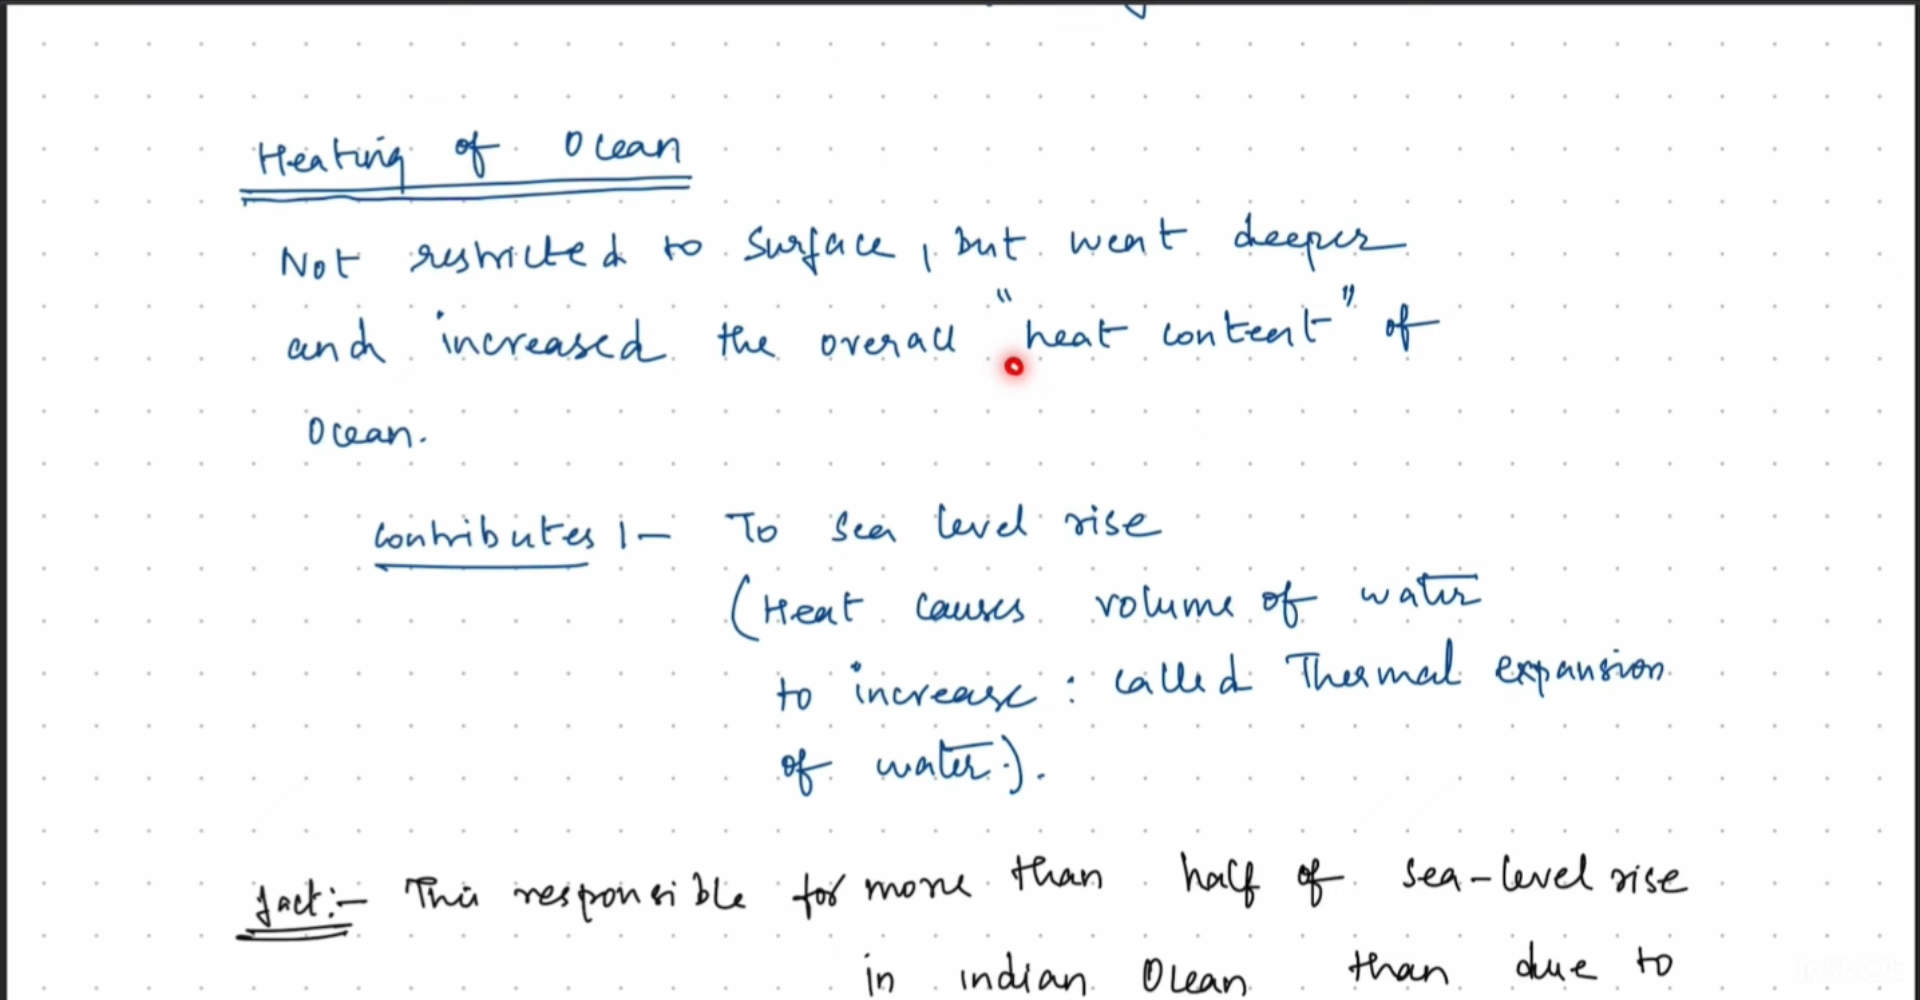 Heating of Ocean
Not restricted to surface, but went deeper
and increased the overall "heat content" of
Ocean.
Contributes :- To sea level rise
(Heat causes volume of water
to increase : called Thermal expansion
of water.).
fact:- This responsible for more than half of sea-level rise
in indian Ocean than due to